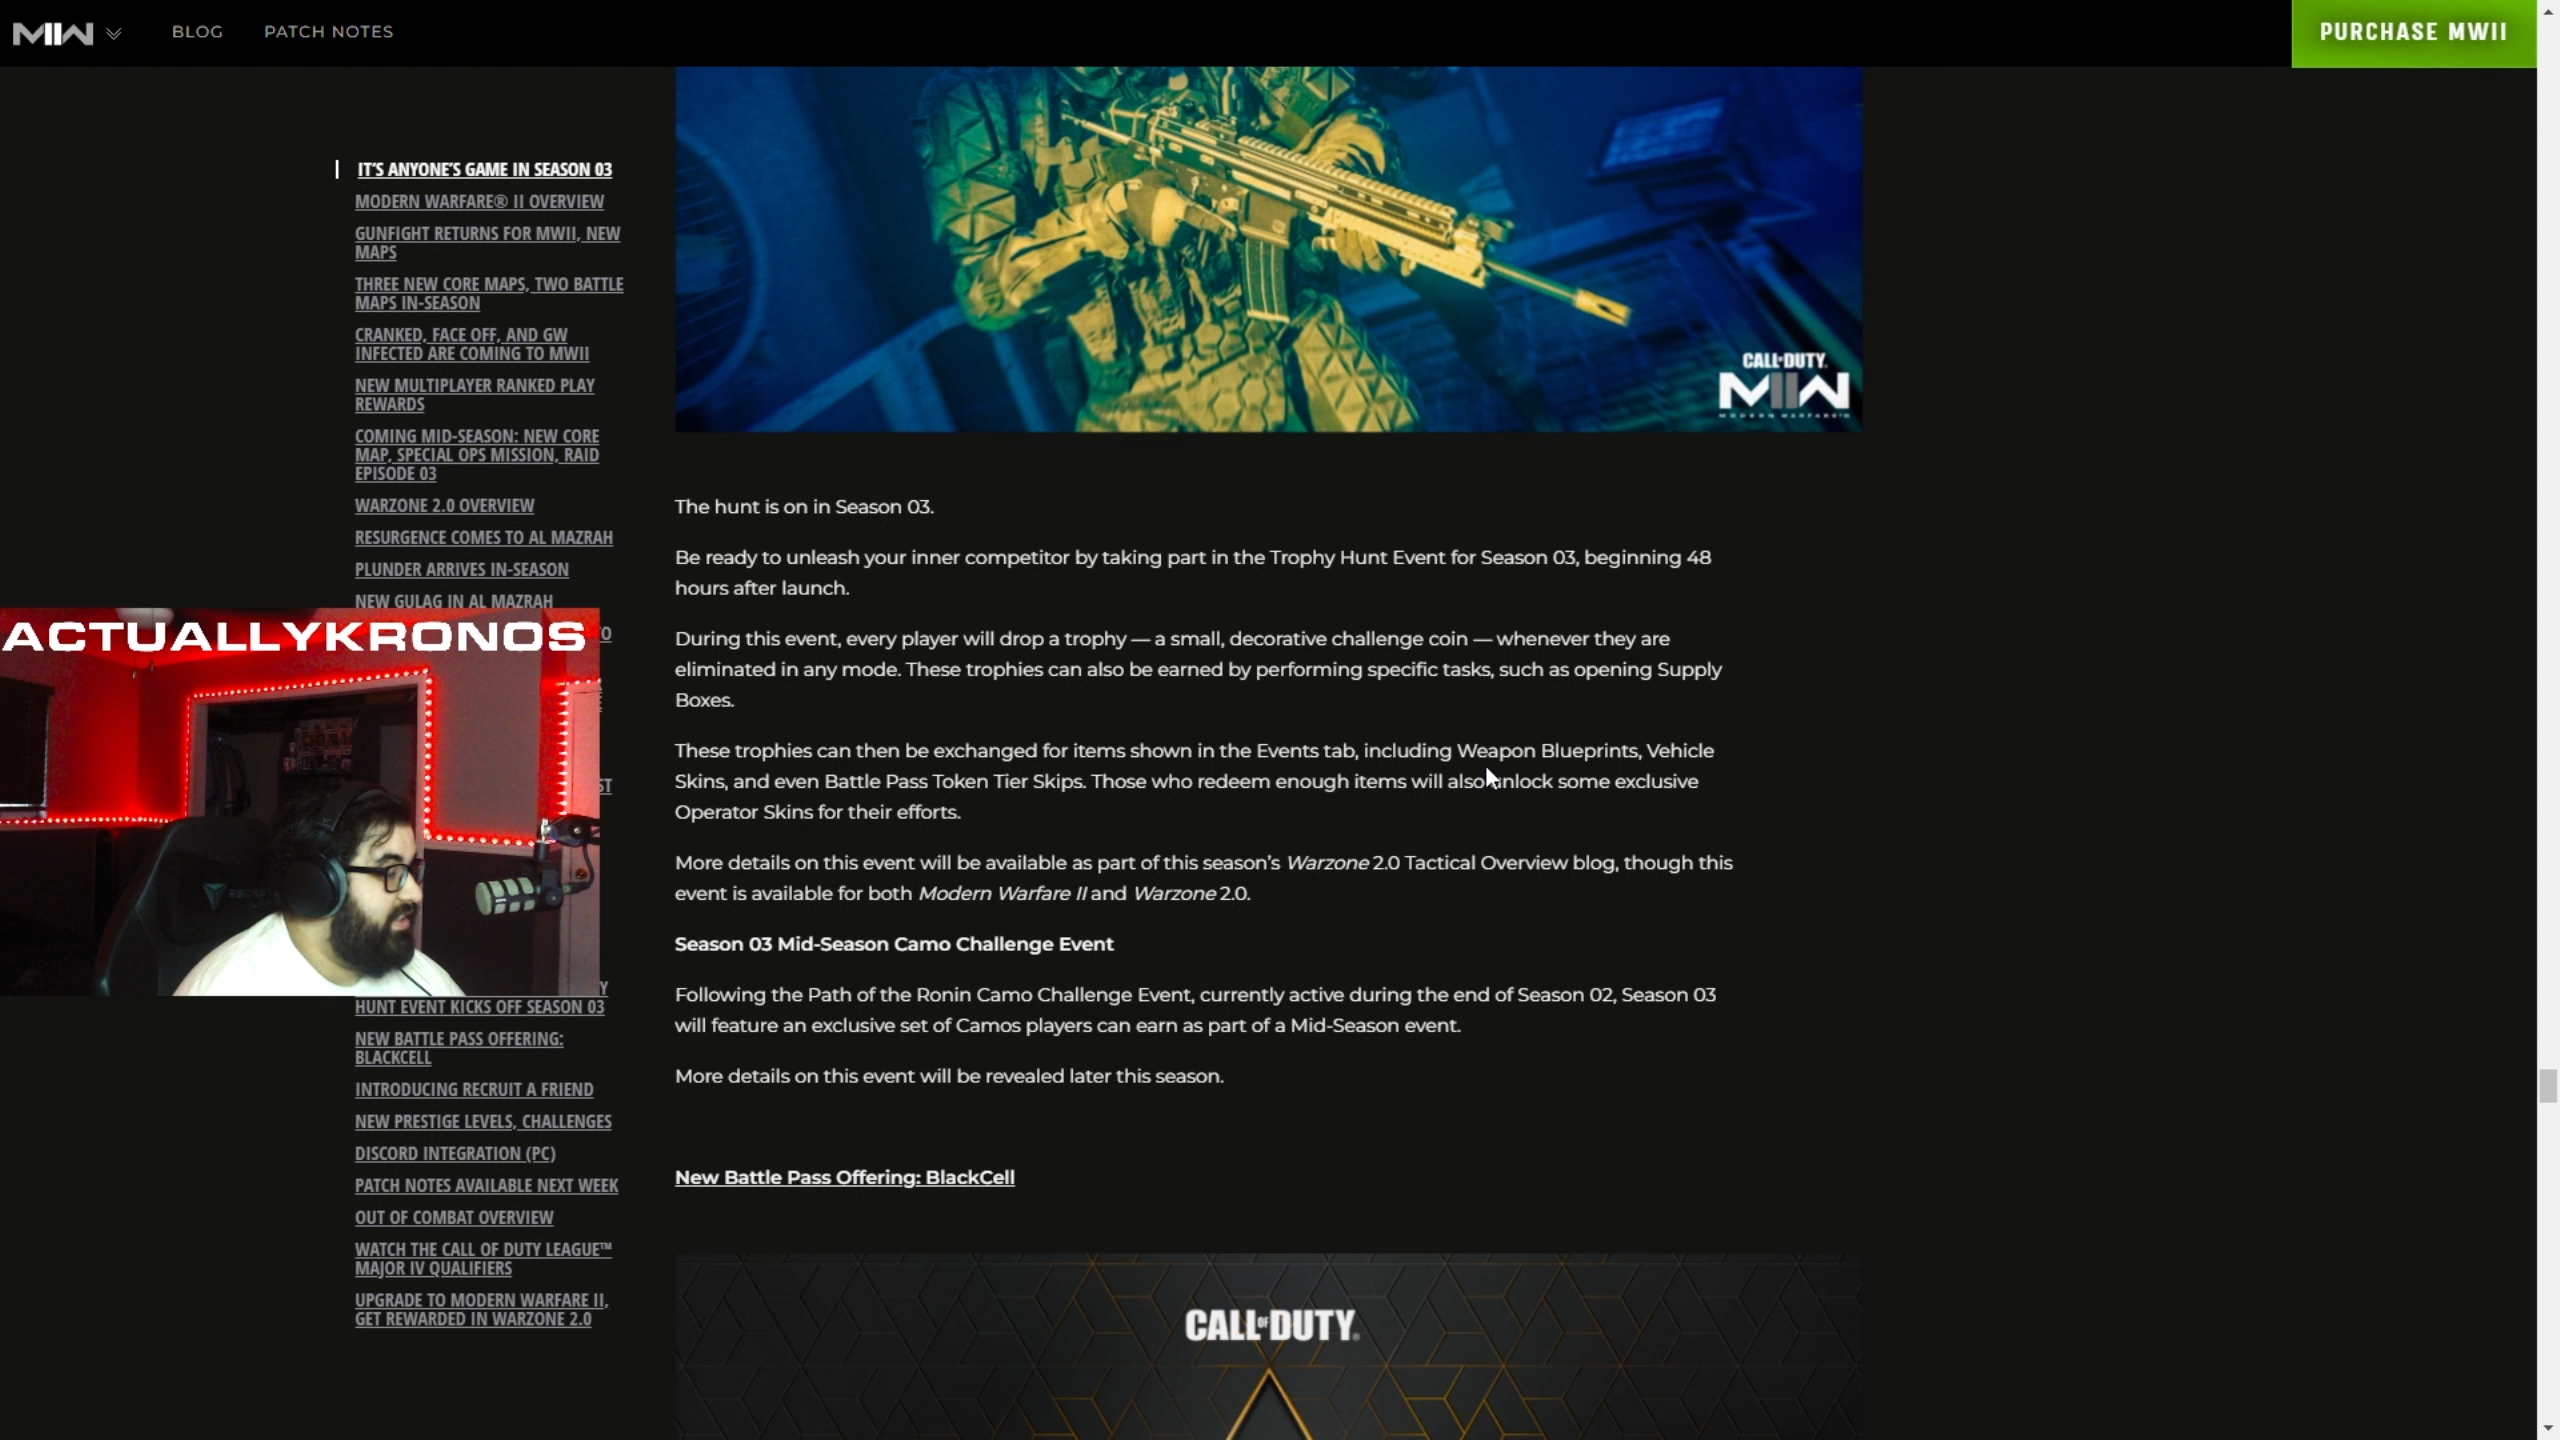 MIIW
BLOG
PATCH NOTES
PURCHASE MWII
IT'S ANYONE'S GAME IN SEASON 03
MODERN WARFARE® II OVERVIEW
GUNFIGHT RETURNS FOR MWII, NEW
MAPS
THREE NEW CORE MAPS, TWO BATTLE
MAPS IN-SEASON
CRANKED, FACE OFF, AND GW
INFECTED ARE COMING TO MWII
NEW MULTIPLAYER RANKED PLAY
REWARDS
COMING MID-SEASON: NEW CORE
MAP, SPECIAL OPS MISSION, RAID
EPISODE 03
WARZONE 2.0 OVERVIEW
RESURGENCE COMES TO AL MAZRAH
PLUNDER ARRIVES IN-SEASON
NEW GULAG IN AL MAZRAH
ACTUALLYKRONOS
HUNT EVENT KICKS OFF SEASON 03
NEW BATTLE PASS OFFERING:
BLACKCELL
INTRODUCING RECRUIT A FRIEND
NEW PRESTIGE LEVELS, CHALLENGES
DISCORD INTEGRATION (PC)
PATCH NOTES AVAILABLE NEXT WEEK
OUT OF COMBAT OVERVIEW
WATCH THE CALL OF DUTY LEAGUE™
MAJOR IV QUALIFIERS
UPGRADE TO MODERN WARFARE II,
GET REWARDED IN WARZONE 2.0
CALL OF DUTY
MIIW
MODERN WARFARE II
The hunt is on in Season 03.
Be ready to unleash your inner competitor by taking part in the Trophy Hunt Event for Season 03, beginning 48
hours after launch.
During this event, every player will drop a trophy — a small, decorative challenge coin — whenever they are
eliminated in any mode. These trophies can also be earned by performing specific tasks, such as opening Supply
Boxes.
These trophies can then be exchanged for items shown in the Events tab, including Weapon Blueprints, Vehicle
Skins, and even Battle Pass Token Tier Skips. Those who redeem enough items will also unlock some exclusive
Operator Skins for their efforts.
More details on this event will be available as part of this season's Warzone 2.0 Tactical Overview blog, though this
event is available for both Modern Warfare II and Warzone 2.0.
Season 03 Mid-Season Camo Challenge Event
Following the Path of the Ronin Camo Challenge Event, currently active during the end of Season 02, Season 03
will feature an exclusive set of Camos players can earn as part of a Mid-Season event.
More details on this event will be revealed later this season.
New Battle Pass Offering: BlackCell
CALL OF DUTY®